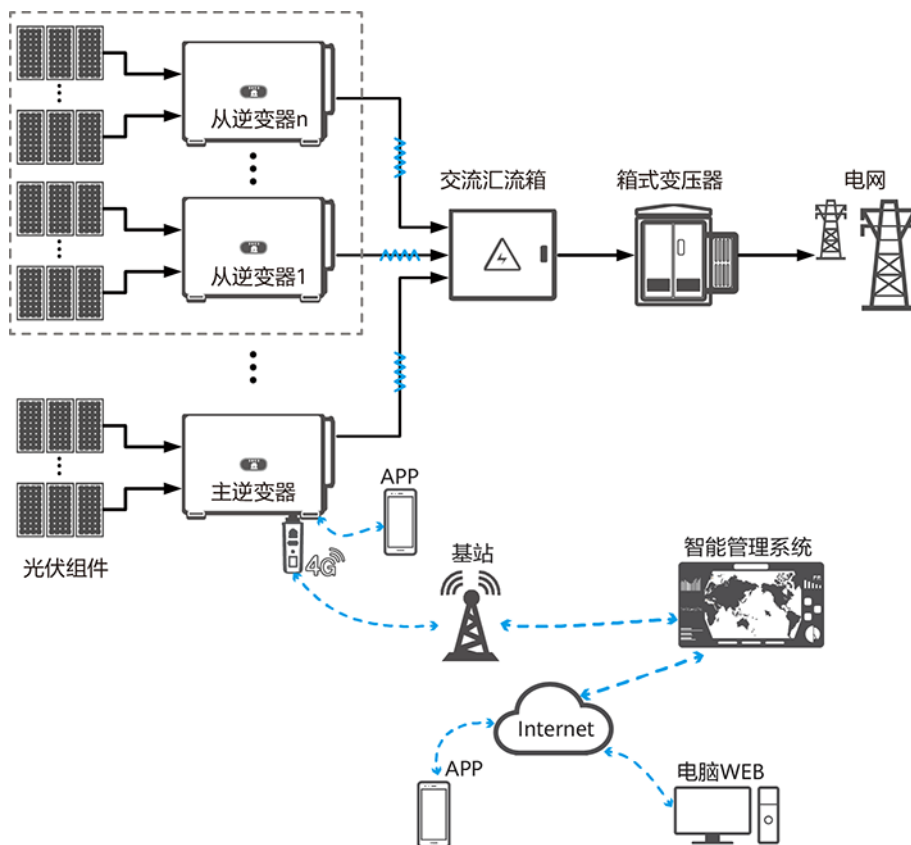 从逆变器n
从逆变器1
交流汇流箱
箱式变压器
电网
主逆变器
APP
4G
光伏组件
基站
智能管理系统
Internet
APP
电脑WEB